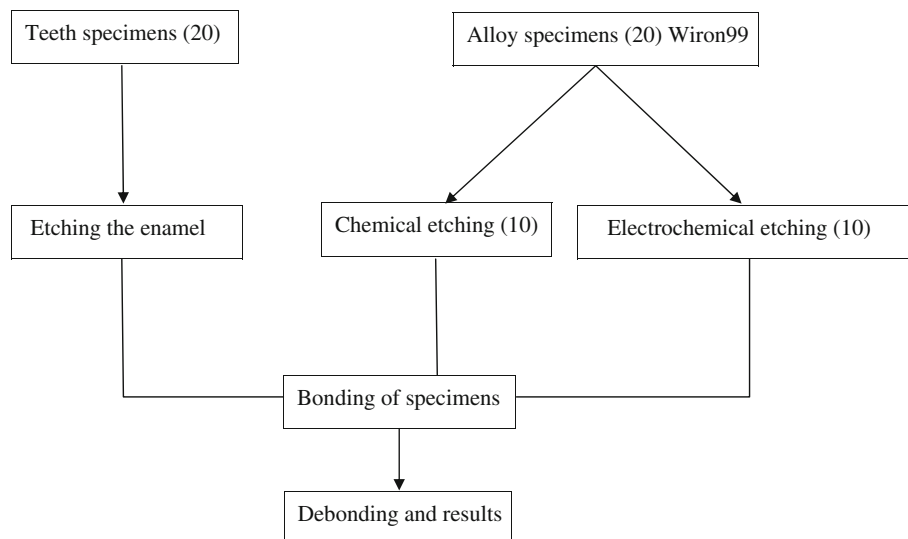 Teeth specimens (20)
Alloy specimens (20) Wiron99
Etching the enamel
Chemical etching (10)
Electrochemical etching (10)
Bonding of specimens
Debonding and results